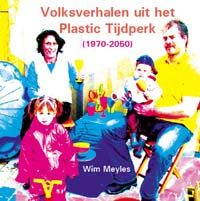 Volksverhalen uit het
Plastic Tijdperk
(1970-2050)
Wim Meyles